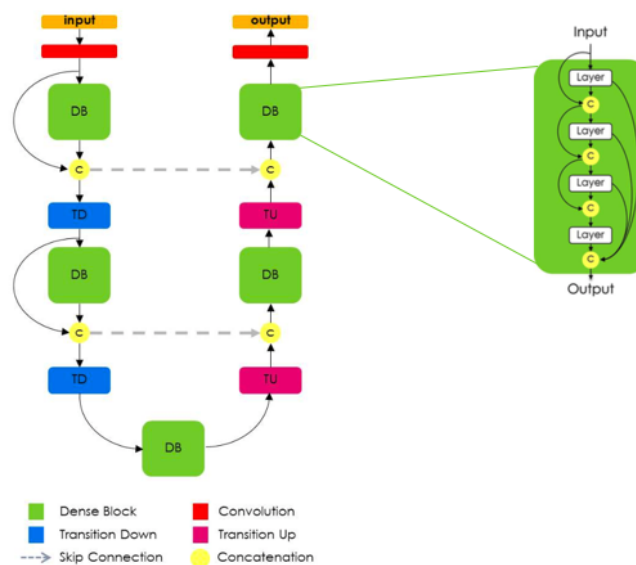 input
output
DB
DB
C
C
TD
TU
DB
DB
C
C
TD
TU
DB
Input
Layer
C
Layer
C
Layer
C
Layer
C
Output
Dense Block
Convolution
Transition Down
Transition Up
Skip Connection
Concatenation